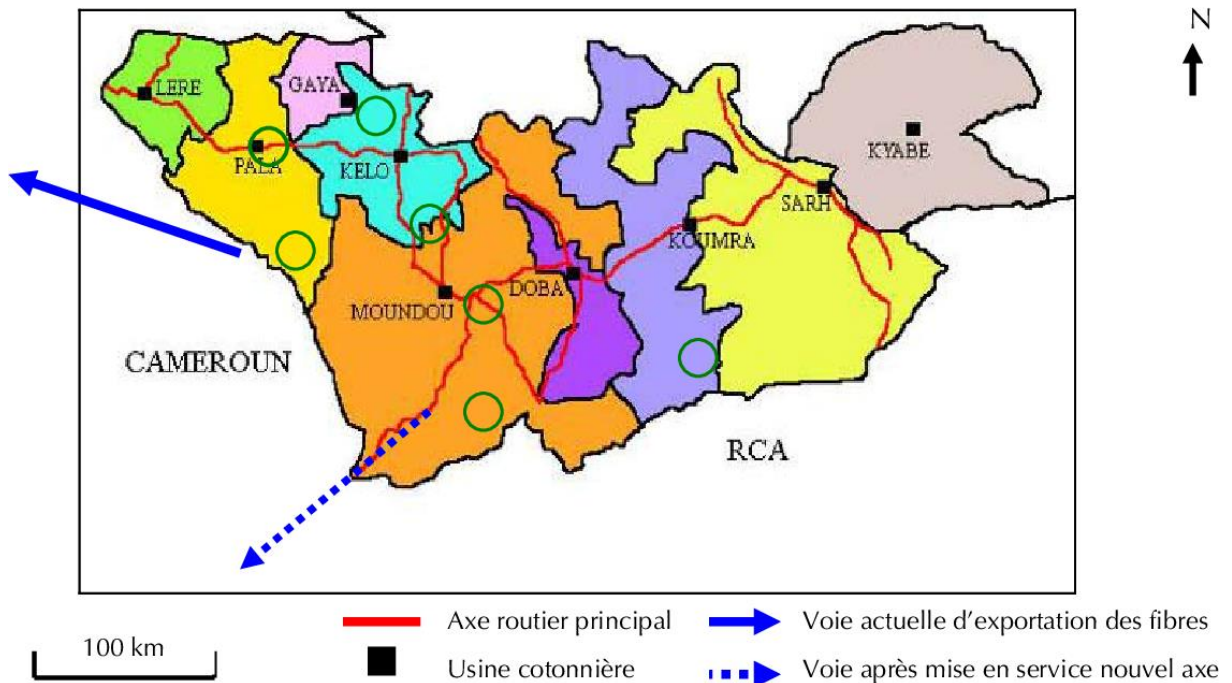 N
LERE
GAYA
PALA
KELO
KYABE
SARH
KOUMRA
DOBA
MOUNDOU
CAMEROUN
RCA
100 km
Axe routier principal
Voie actuelle d'exportation des fibres
Usine cotonnière
Voie après mise en service nouvel axe